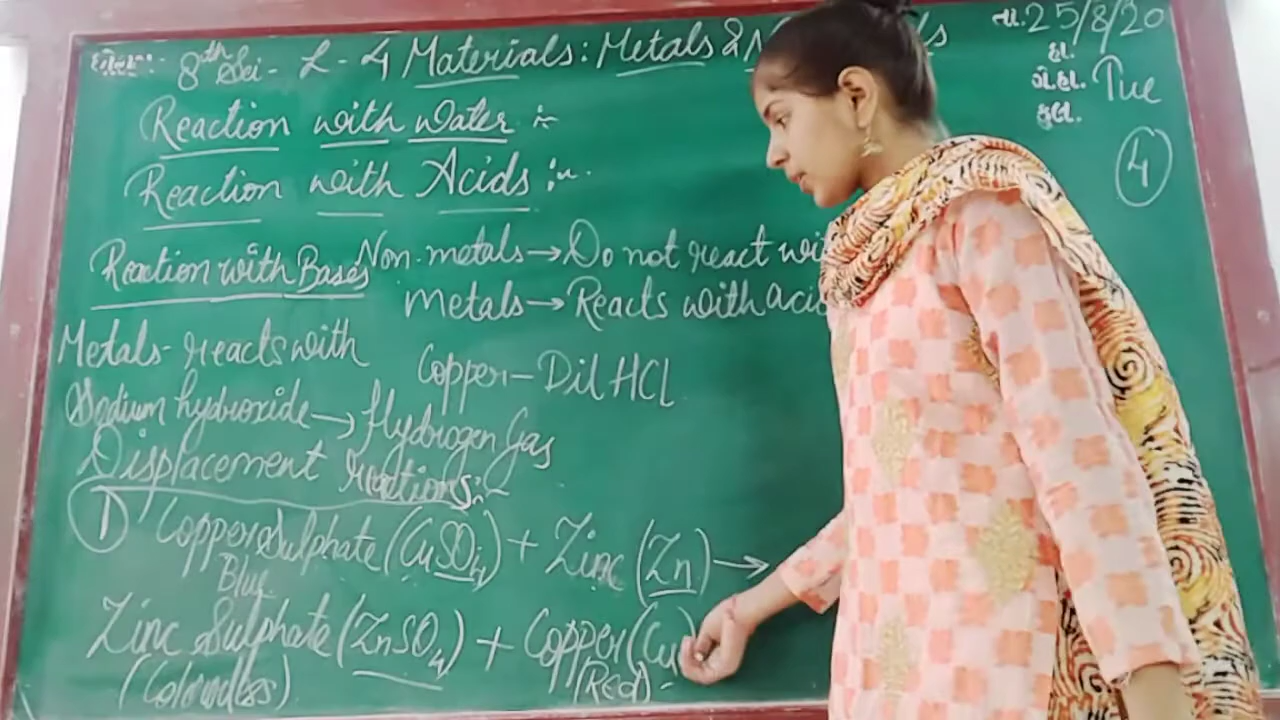 8th Sci - L - 4 Materials: Metals &
તા. 25/8/20
હા.
ગે.હા. Tue
કુલ.
4
Reaction with Water :-
Reaction with Acids :-
Reaction with Bases
Non-metals → Do not react wi
Metals → Reacts with aci
Metals- reacts with
Copper - Dil HCL
Sodium hydroxide → Hydrogen Gas
Displacement reactions:-
① Copper Sulphate (CuSO4) + Zinc (Zn) →
Blue
Zinc Sulphate (ZnSO4) + Copper (Cu)
(Colourless) (Red) -